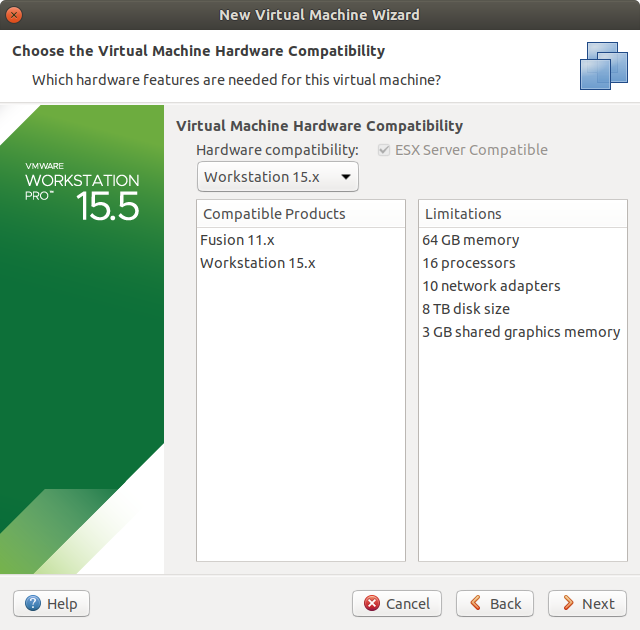 New Virtual Machine Wizard
Choose the Virtual Machine Hardware Compatibility
Which hardware features are needed for this virtual machine?
VMWARE
WORKSTATION
PRO™ 15.5
Virtual Machine Hardware Compatibility
Hardware compatibility: ESX Server Compatible
Workstation 15.x
Compatible Products
Fusion 11.x
Workstation 15.x
Limitations
64 GB memory
16 processors
10 network adapters
8 TB disk size
3 GB shared graphics memory
Help Cancel Back Next